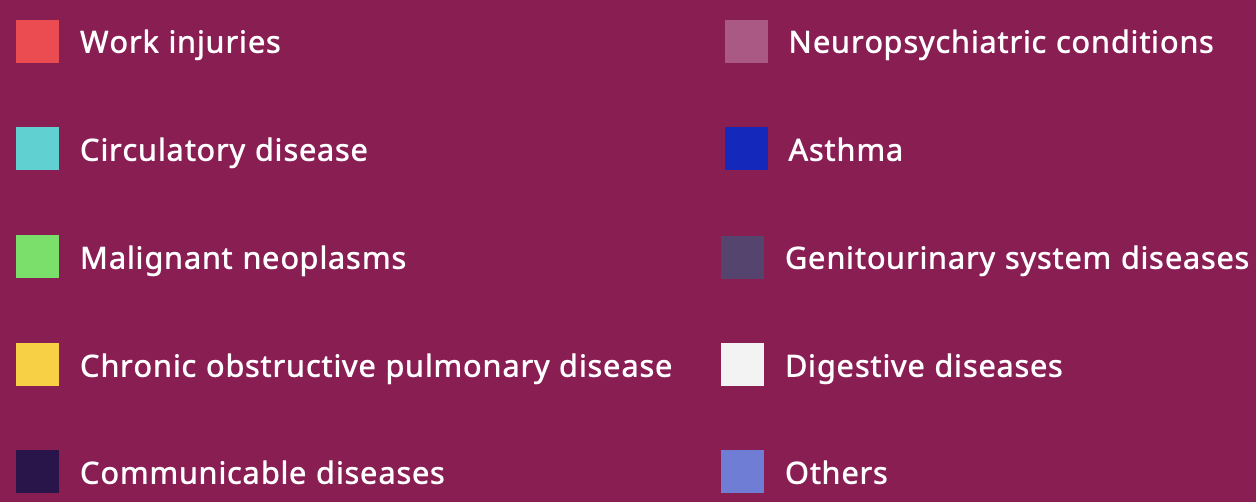 Work injuries
Neuropsychiatric conditions
Circulatory disease
Asthma
Malignant neoplasms
Genitourinary system diseases
Chronic obstructive pulmonary disease
Digestive diseases
Communicable diseases
Others